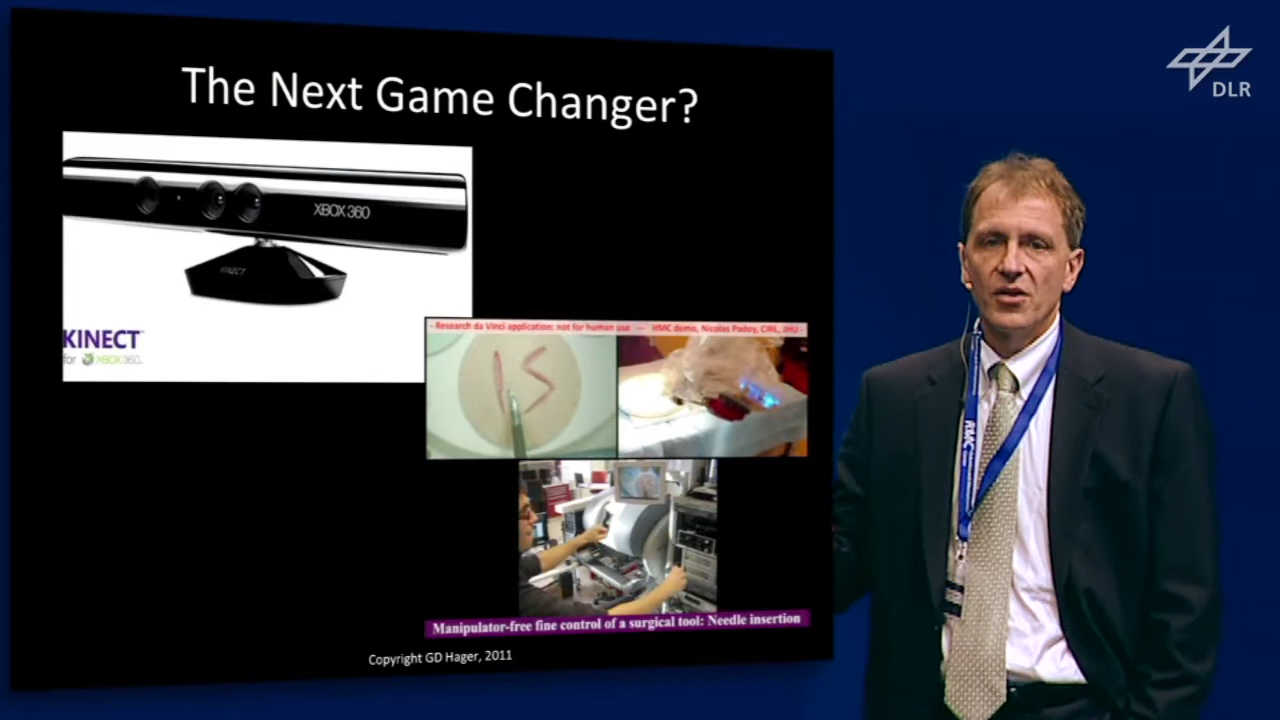 The Next Game Changer?
DLR
XBOX 360
KINECT
KINECT
for XBOX 360.
- Research da Vinci application: not for human use — HMC demo, Nicolas Padoy, CIRL, JHU -
Manipulator-free fine control of a surgical tool: Needle insertion
Copyright GD Hager, 2011